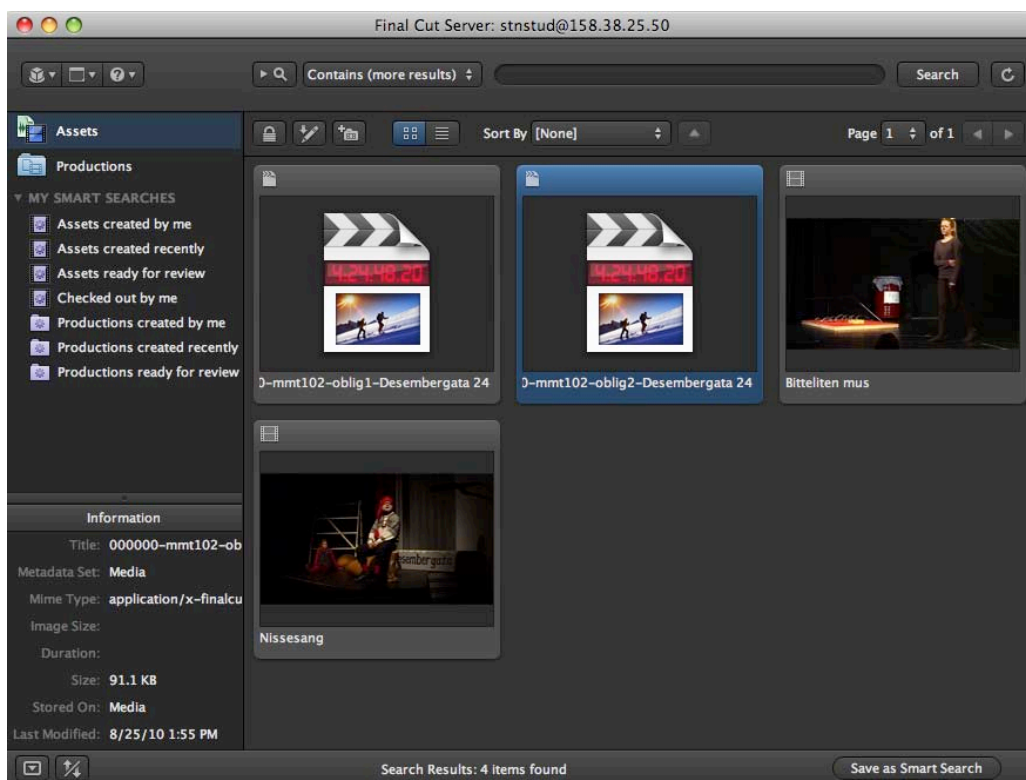 Final Cut Server: stnstud@158.38.25.50
Contains (more results)
Search
Assets
Sort By [None]
Page 1 of 1
Productions
MY SMART SEARCHES
Assets created by me
Assets created recently
Assets ready for review
Checked out by me
Productions created by me
Productions created recently
Productions ready for review
4.24.48.20
4.24.48.20
0-mmt102-oblig1-Desembergata 24
0-mmt102-oblig2-Desembergata 24
Bitteliten mus
Desembergata
Nissesang
Information
Title: 000000-mmt102-ob
Metadata Set: Media
Mime Type: application/x-finalcu
Image Size:
Duration:
Size: 91.1 KB
Stored On: Media
Last Modified: 8/25/10 1:55 PM
Search Results: 4 items found
Save as Smart Search